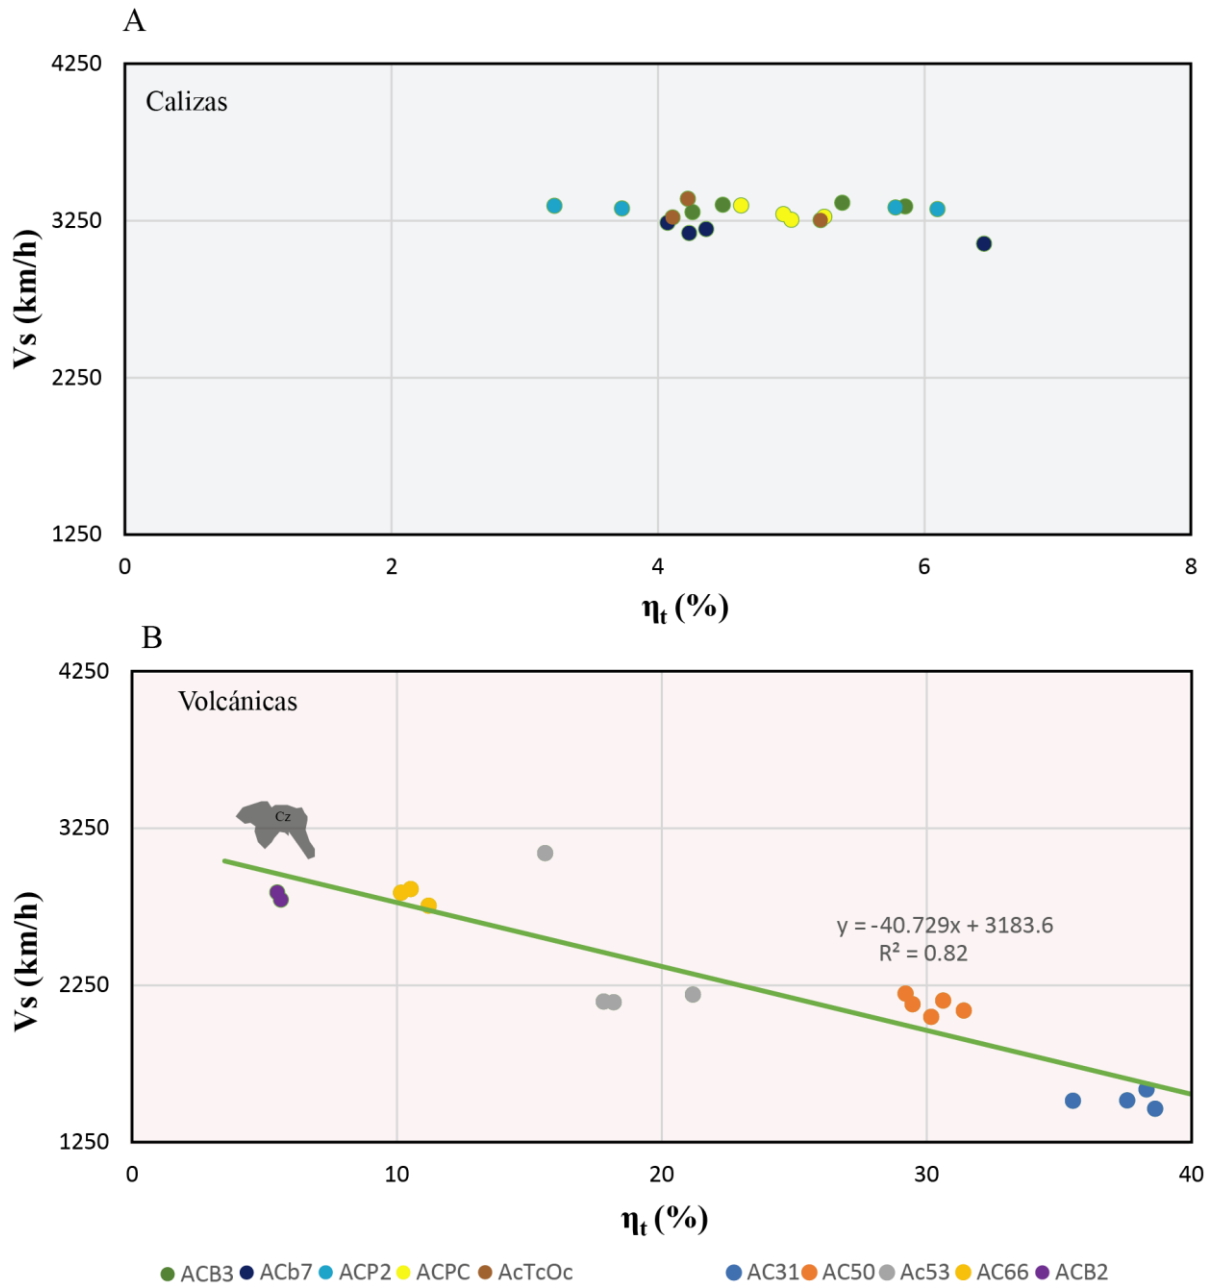 A
4250
Calizas
3250
Vs (km/h)
2250
1250
0 2 4 6 8
ηt (%)
B
4250
Volcánicas
Cz
3250
y = -40.729x + 3183.6
R² = 0.82
Vs (km/h)
2250
1250
0 10 20 30 40
ηt (%)
ACB3 ACb7 ACP2 ACPC AcTcOc AC31 AC50 Ac53 AC66 ACB2